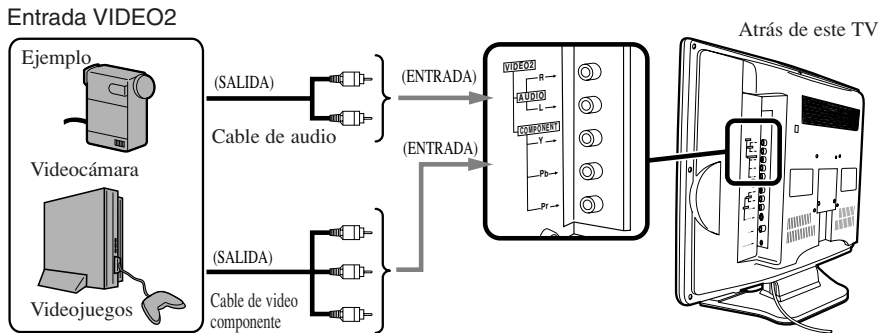 Entrada VIDEO2
Ejemplo
Videocámara
Videojuegos
(SALIDA)
Cable de audio
(SALIDA)
Cable de video
componente
(ENTRADA)
(ENTRADA)
VIDEO2
R
AUDIO
L
COMPONENT
Y
Pb
Pr
Atrás de este TV